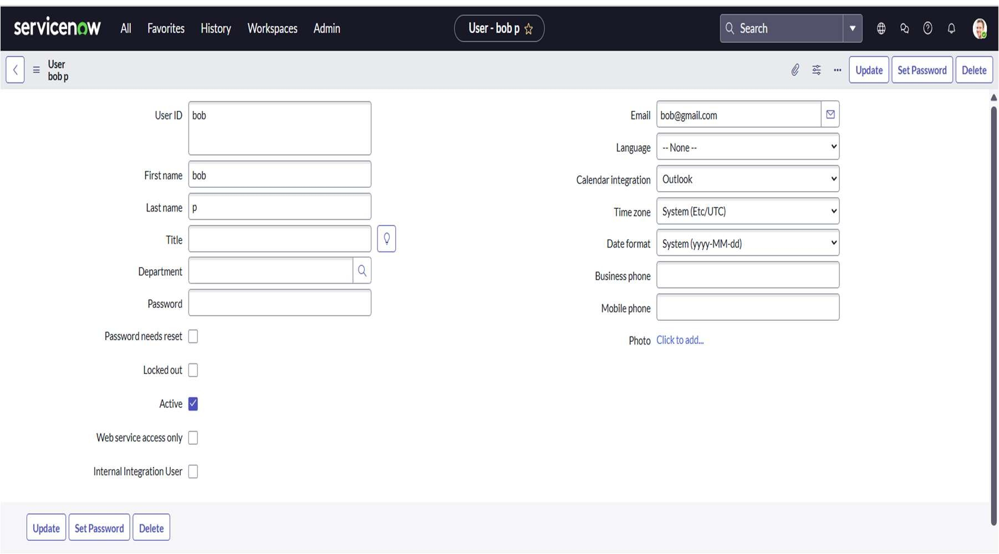 servicenow All Favorites History Workspaces Admin User - bob p Search
User
bob p
Update Set Password Delete
User ID bob
First name bob
Last name p
Title
Department
Password
Password needs reset
Locked out
Active
Web service access only
Internal Integration User
Email bob@gmail.com
Language -- None --
Calendar integration Outlook
Time zone System (Etc/UTC)
Date format System (yyyy-MM-dd)
Business phone
Mobile phone
Photo Click to add...
Update Set Password Delete